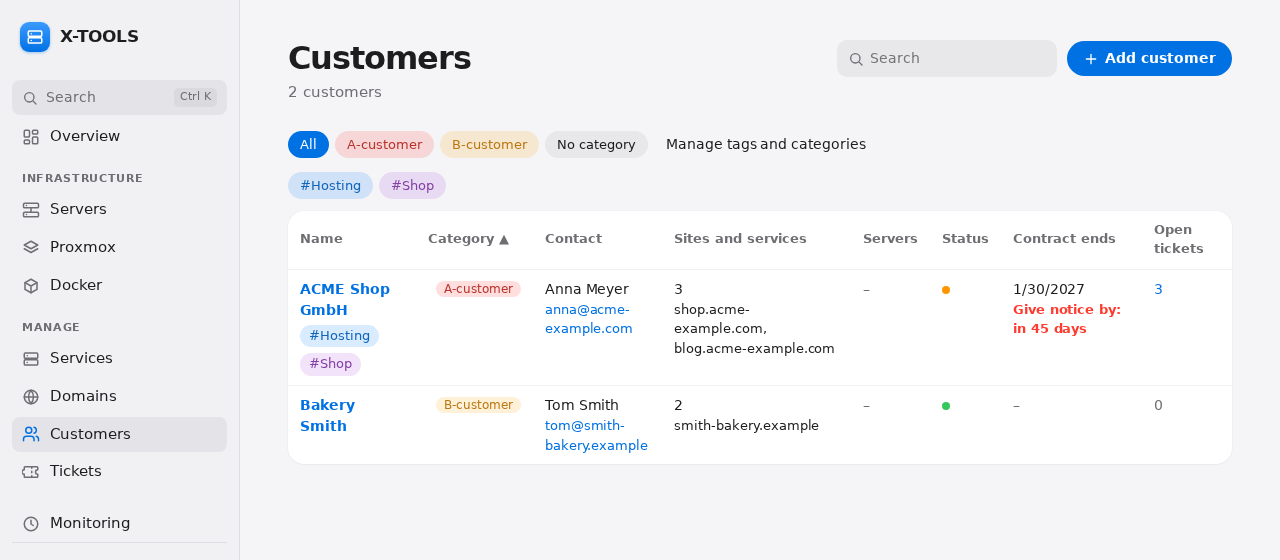 X-TOOLS
Search Ctrl K
Overview
INFRASTRUCTURE
Servers
Proxmox
Docker
MANAGE
Services
Domains
Customers
Tickets
Monitoring
Customers
2 customers
Search
+ Add customer
All A-customer B-customer No category Manage tags and categories
#Hosting #Shop
Name Category ▲ Contact Sites and services Servers Status Contract ends Open tickets
ACME Shop GmbH
#Hosting
#Shop
A-customer
Anna Meyer
anna@acme-
example.com
3
shop.acme-
example.com,
blog.acme-example.com
–
1/30/2027
Give notice by:
in 45 days
3
Bakery Smith
B-customer
Tom Smith
tom@smith-
bakery.example
2
smith-bakery.example
–
–
0